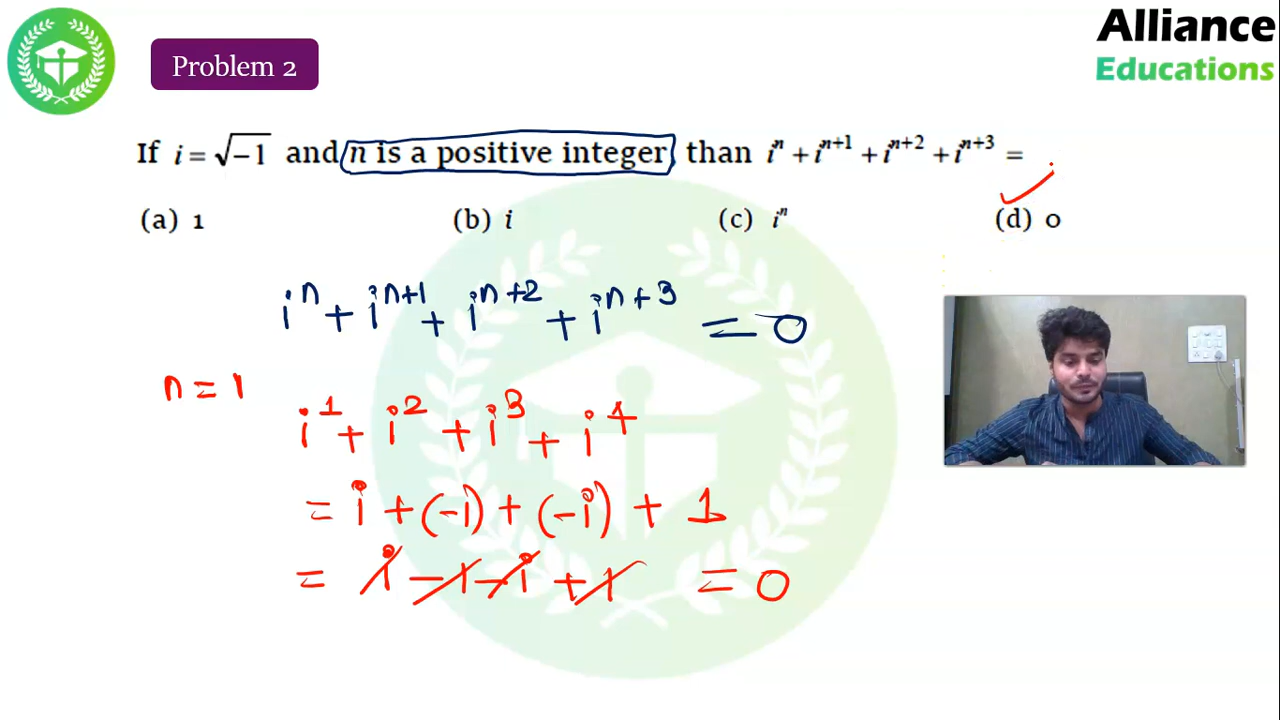 Alliance
Educations
Problem 2
If i = √−1 and n is a positive integer than iⁿ + iⁿ⁺¹ + iⁿ⁺² + iⁿ⁺³ =
(a) 1 (b) i (c) iⁿ (d) 0
iⁿ + iⁿ⁺¹ + iⁿ⁺² + iⁿ⁺³ = 0
n = 1
i¹ + i² + i³ + i⁴
= i + (-1) + (-i) + 1
= i - 1 - i + 1 = 0